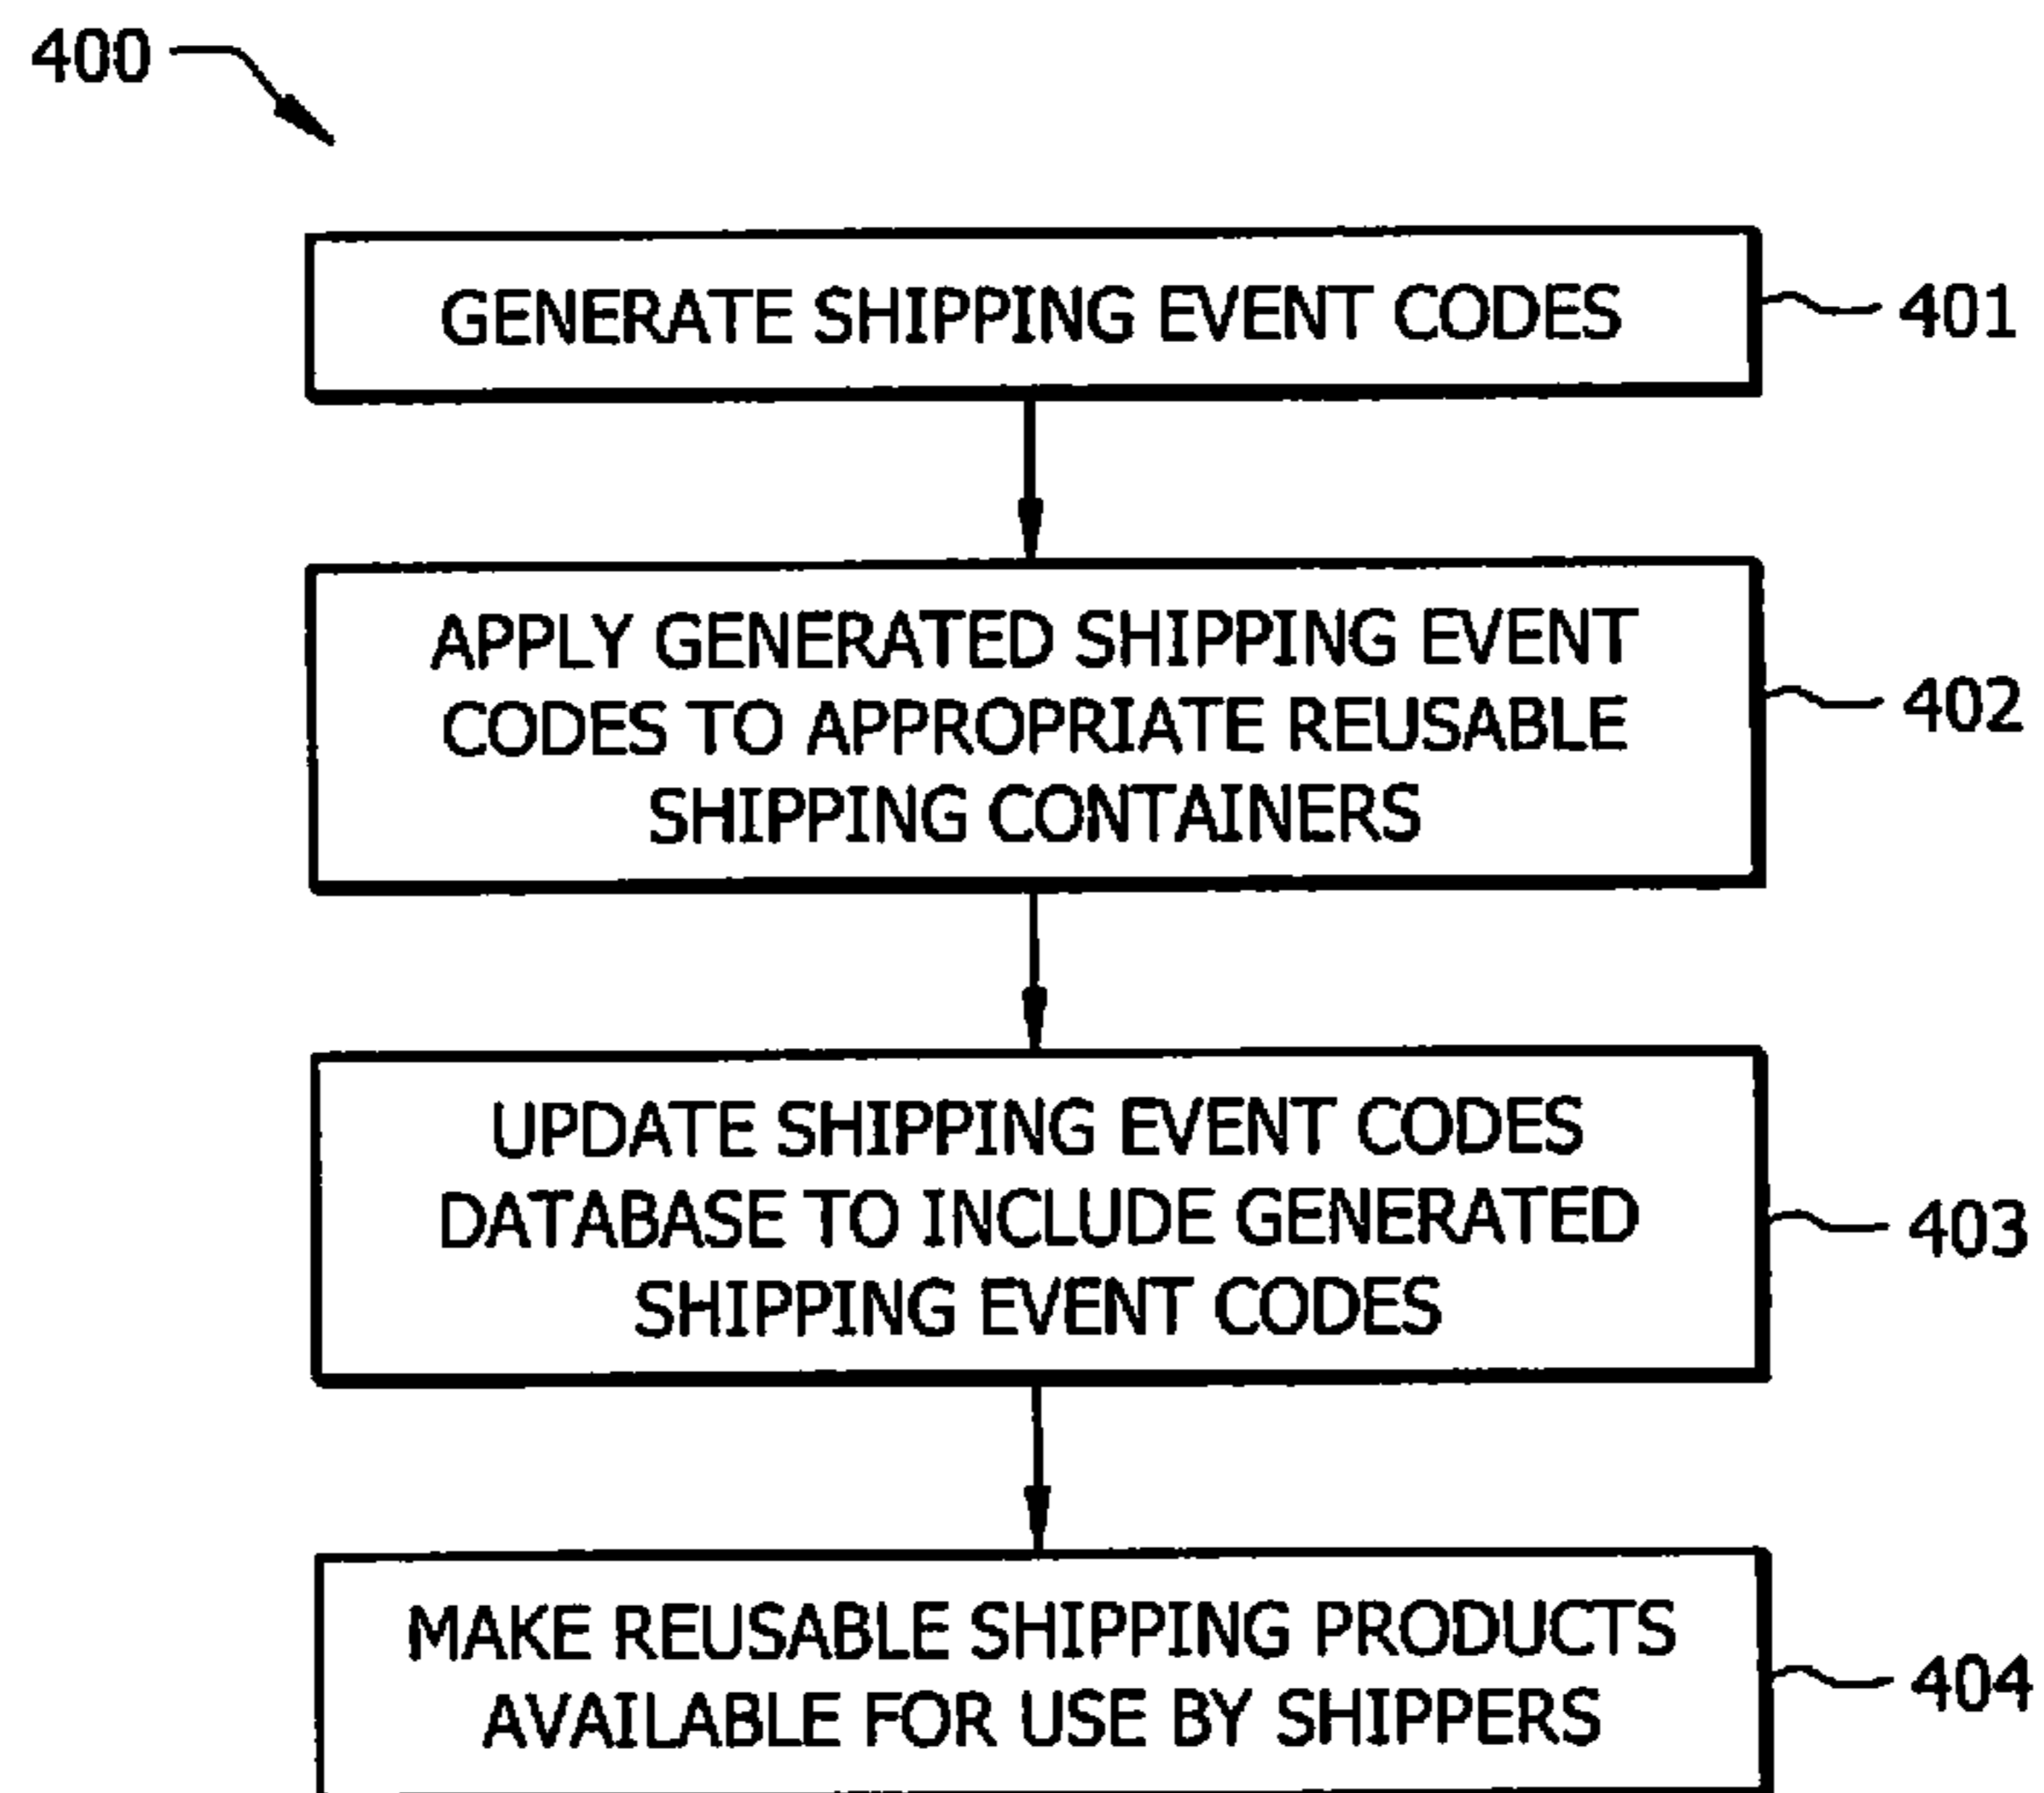 400
GENERATE SHIPPING EVENT CODES
401
APPLY GENERATED SHIPPING EVENT
CODES TO APPROPRIATE REUSABLE
SHIPPING CONTAINERS
402
UPDATE SHIPPING EVENT CODES
DATABASE TO INCLUDE GENERATED
SHIPPING EVENT CODES
403
MAKE REUSABLE SHIPPING PRODUCTS
AVAILABLE FOR USE BY SHIPPERS
404